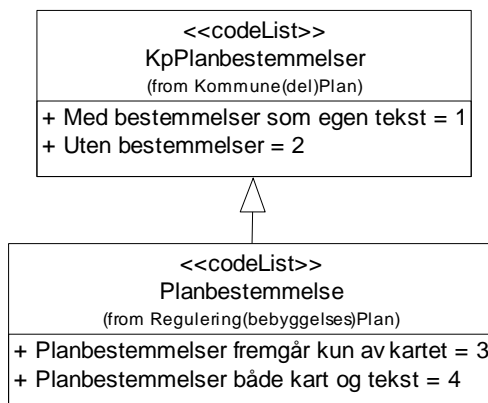 <<codeList>>
KpPlanbestemmelser
(from Kommune(del)Plan)
+ Med bestemmelser som egen tekst = 1
+ Uten bestemmelser = 2
<<codeList>>
Planbestemmelse
(from Regulering(bebyggelses)Plan)
+ Planbestemmelser fremgår kun av kartet = 3
+ Planbestemmelser både kart og tekst = 4